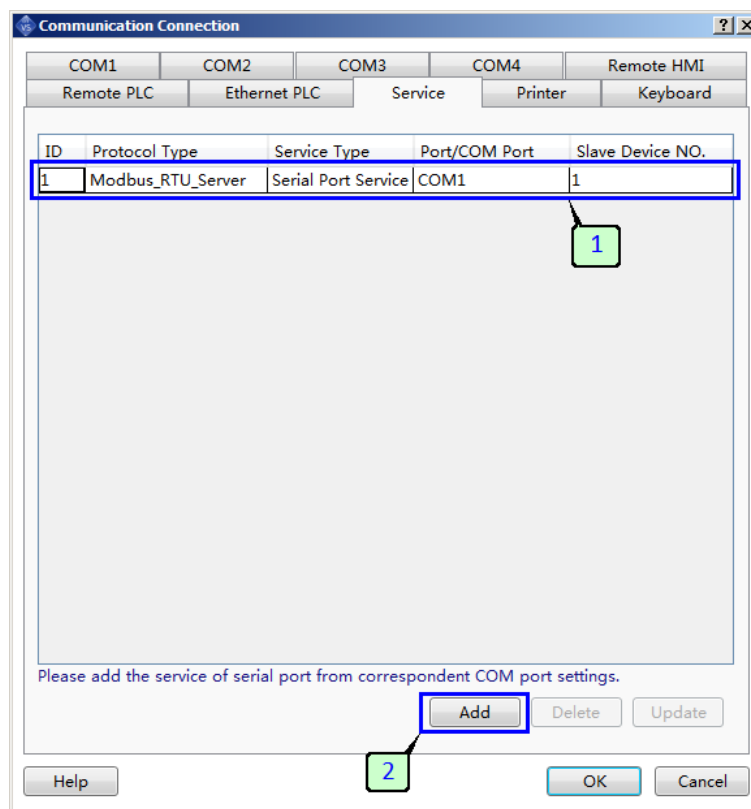 Communication Connection
COM1 COM2 COM3 COM4 Remote HMI
Remote PLC Ethernet PLC Service Printer Keyboard
ID Protocol Type Service Type Port/COM Port Slave Device NO.
1 Modbus_RTU_Server Serial Port Service COM1 1
1
Please add the service of serial port from correspondent COM port settings.
Add Delete Update
2
Help OK Cancel